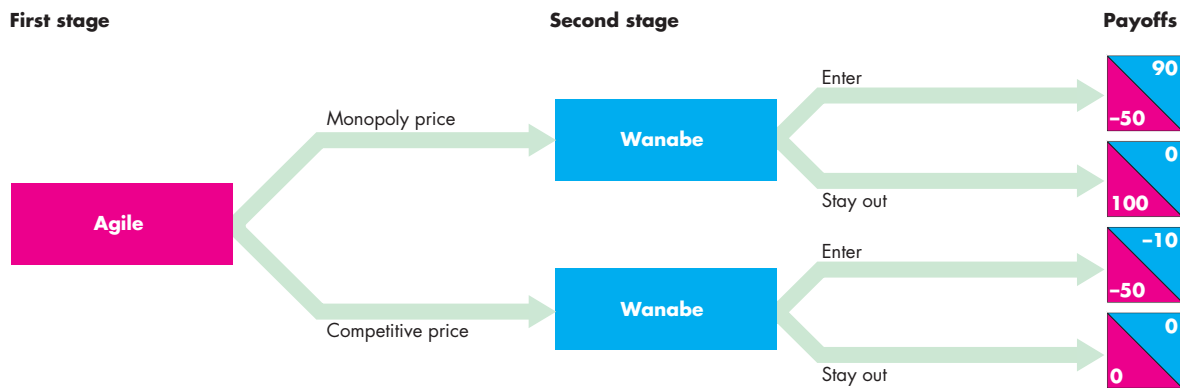 First stage
Second stage
Payoffs
Enter
90
–50
Monopoly price
Wanabe
0
100
Stay out
Agile
Enter
–10
–50
Competitive price
Wanabe
0
0
Stay out